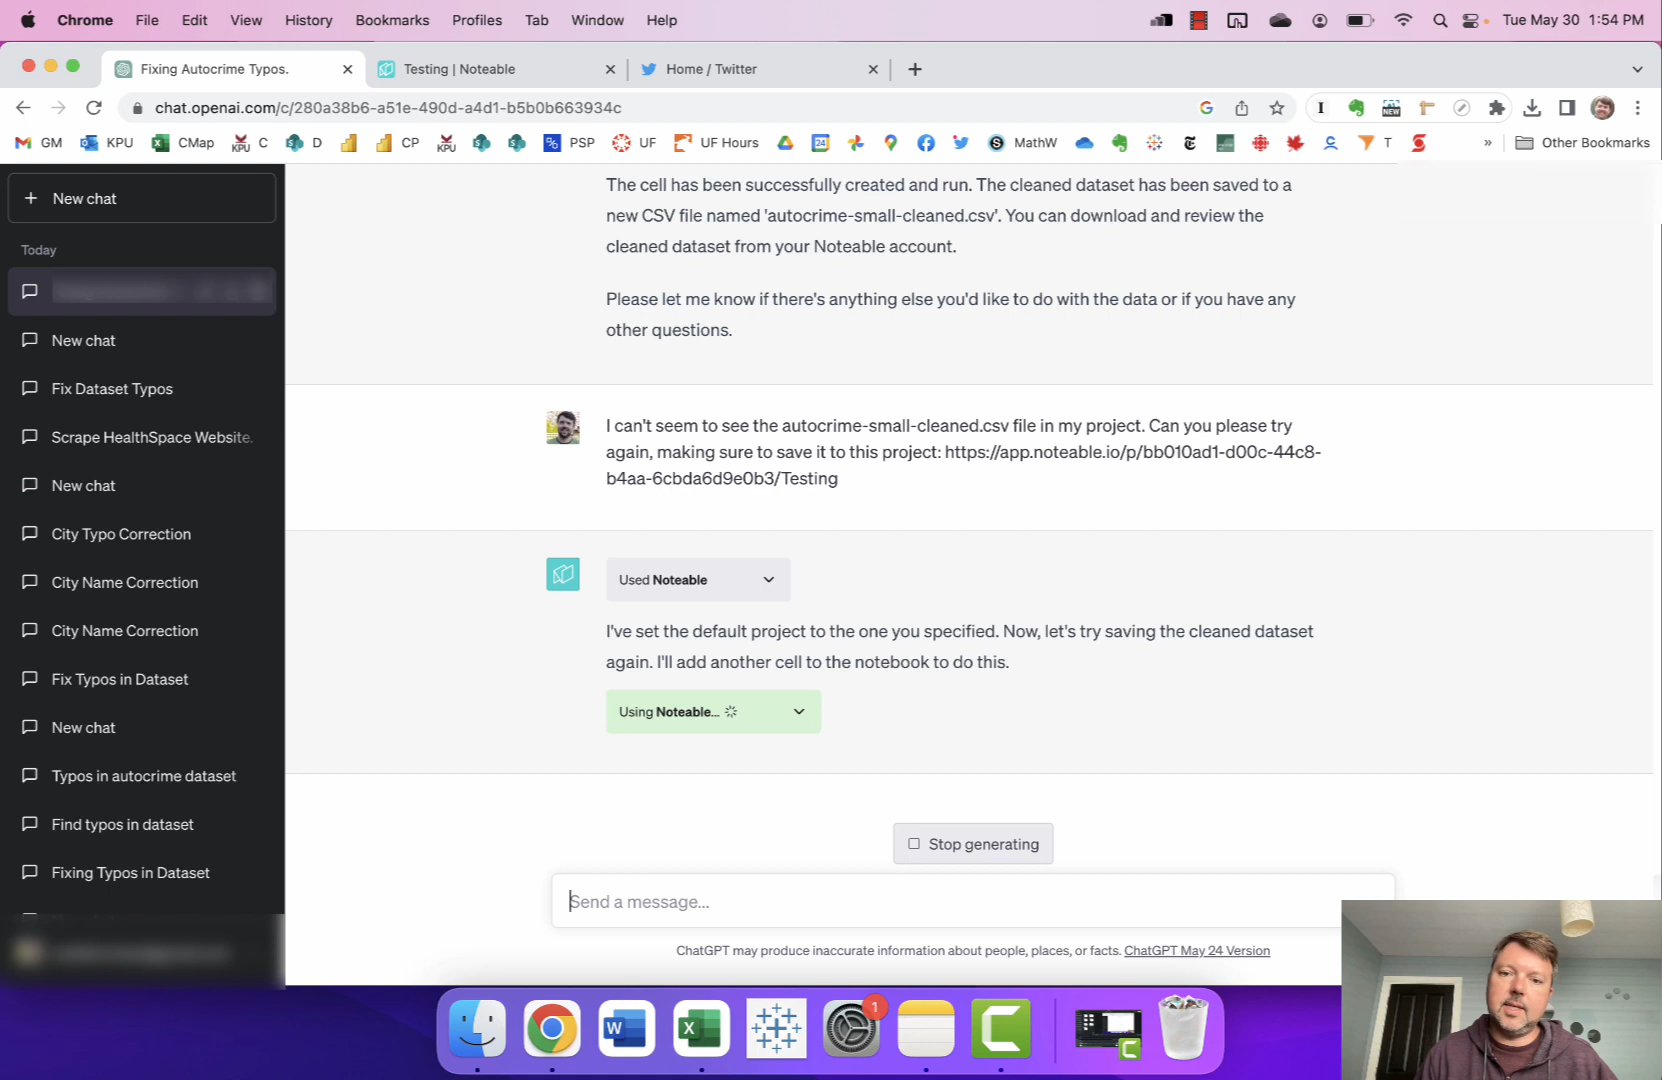 Chrome File Edit View History Bookmarks Profiles Tab Window Help Tue May 30 1:54 PM
Fixing Autocrime Typos. Testing | Noteable Home / Twitter
chat.openai.com/c/280a38b6-a51e-490d-a4d1-b5b0b663934c
GM KPU CMap KPU C D CP KPU PSP UF UF Hours 24 MathW T » Other Bookmarks
New chat
Today
New chat
Fix Dataset Typos
Scrape HealthSpace Website.
New chat
City Typo Correction
City Name Correction
City Name Correction
Fix Typos in Dataset
New chat
Typos in autocrime dataset
Find typos in dataset
Fixing Typos in Dataset
The cell has been successfully created and run. The cleaned dataset has been saved to a
new CSV file named 'autocrime-small-cleaned.csv'. You can download and review the
cleaned dataset from your Noteable account.
Please let me know if there's anything else you'd like to do with the data or if you have any
other questions.
I can't seem to see the autocrime-small-cleaned.csv file in my project. Can you please try
again, making sure to save it to this project: https://app.noteable.io/p/bb010ad1-d00c-44c8-
b4aa-6cbda6d9e0b3/Testing
Used Noteable
I've set the default project to the one you specified. Now, let's try saving the cleaned dataset
again. I'll add another cell to the notebook to do this.
Using Noteable...
Stop generating
Send a message...
ChatGPT may produce inaccurate information about people, places, or facts. ChatGPT May 24 Version
W X 1 C